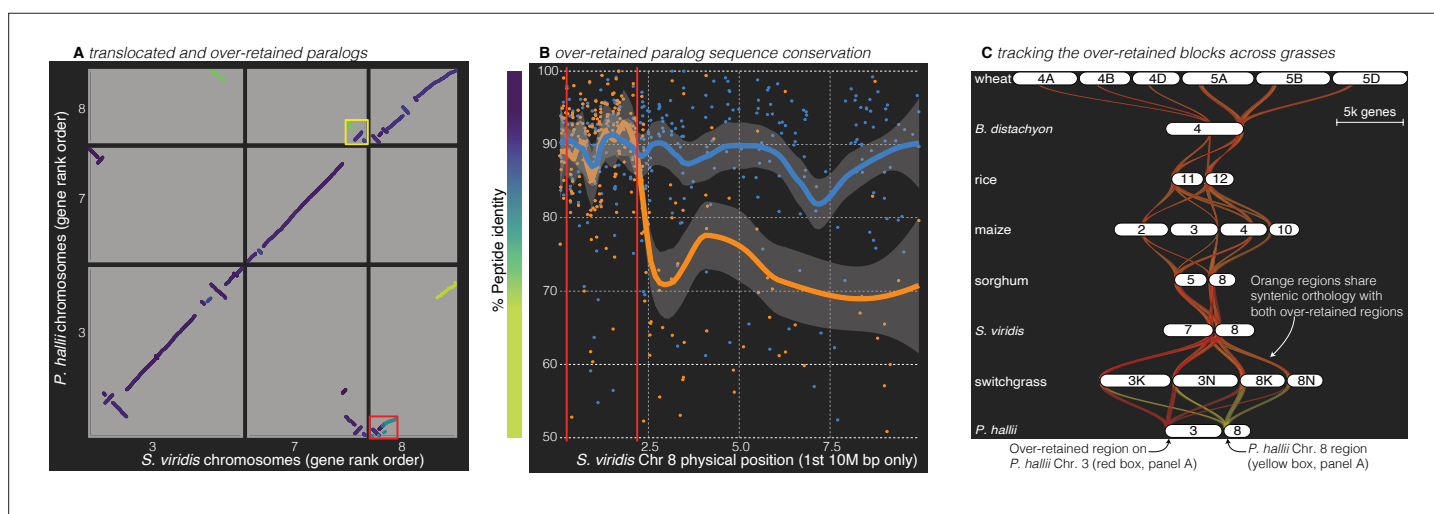 A translocated and over-retained paralogs
P. hallii chromosomes (gene rank order)
8
7
3
3
7
8
S. viridis chromosomes (gene rank order)
B over-retained paralog sequence conservation
% Peptide identity
100
90
80
70
60
50
2.5
5.0
7.5
S. viridis Chr 8 physical position (1st 10M bp only)
C tracking the over-retained blocks across grasses
wheat 4A 4B 4D 5A 5B 5D
5k genes
B. distachyon 4
rice 11 12
maize 2 3 4 10
sorghum 5 8
Orange regions share
syntenic orthology with
both over-retained regions
S. viridis 7 8
switchgrass 3K 3N 8K 8N
P. hallii 3 8
Over-retained region on
P. hallii Chr. 3 (red box, panel A)
P. hallii Chr. 8 region
(yellow box, panel A)